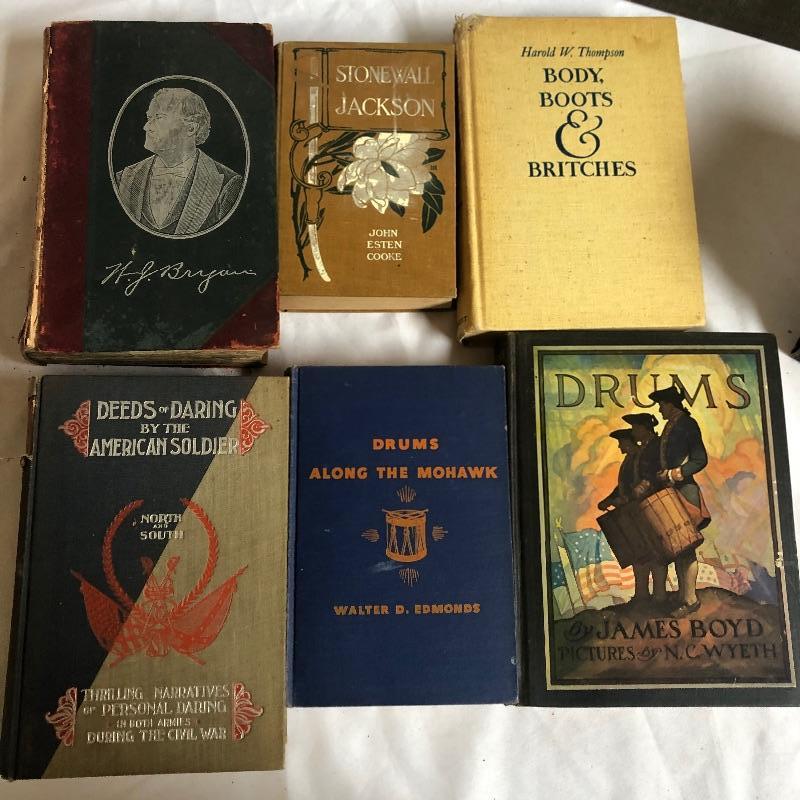 W. J. Bryan
STONEWALL
JACKSON
JOHN
ESTEN
COOKE
Harold W. Thompson
BODY,
BOOTS
&
BRITCHES
DEEDS OF DARING
BY THE
AMERICAN SOLDIER
NORTH
AND
SOUTH
THRILLING NARRATIVES
OF PERSONAL DARING
IN BOTH ARMIES
DURING THE CIVIL WAR
DRUMS
ALONG THE MOHAWK
WALTER D. EDMONDS
DRUMS
By JAMES BOYD
PICTURES by N.C. WYETH